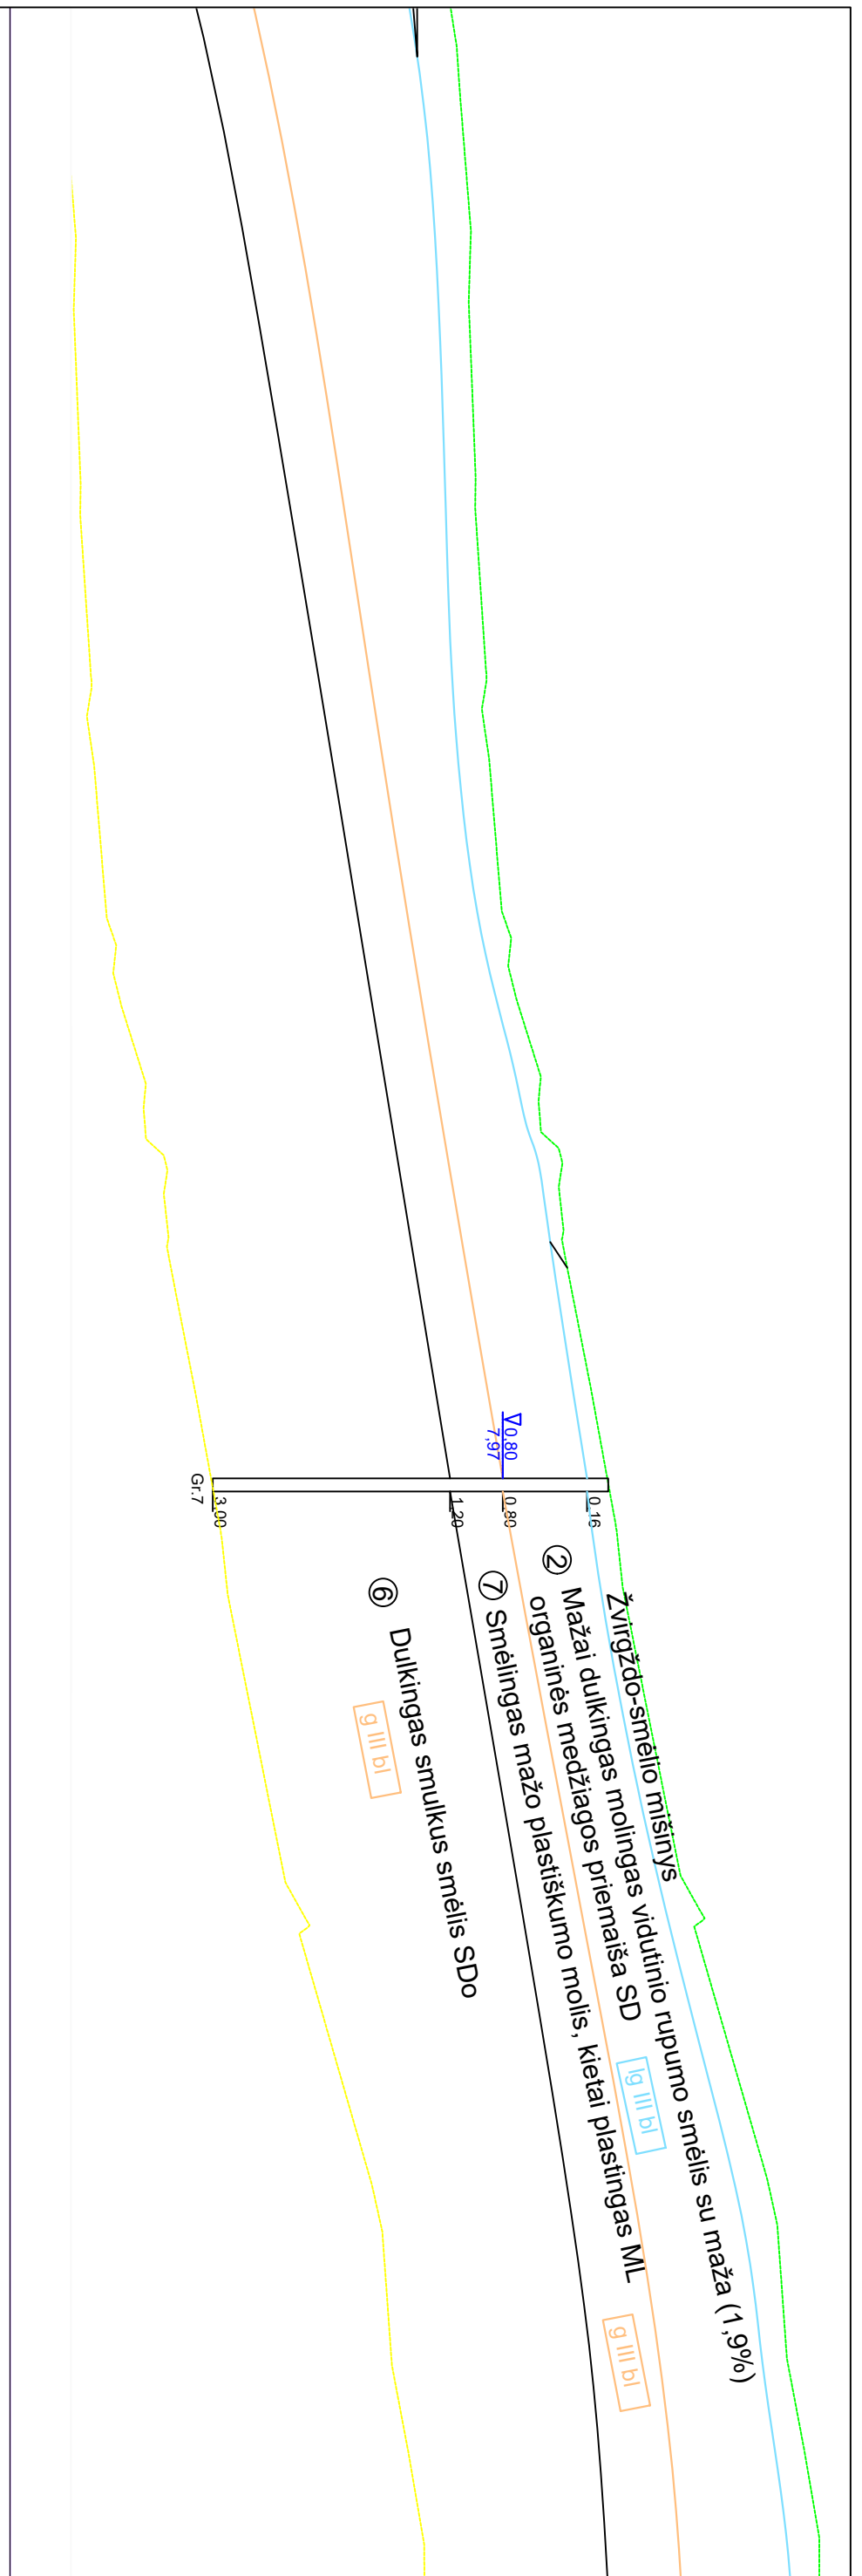 Žvirgždo-smėlio mišinys
② Mažai dulkingas molingas vidutinio rupumo smėlis su maža (1,9%)
organinės medžiagos priemaiša SD
lg III bl
⑦ Smėlingas mažo plastiškumo molis, kietai plastingas ML
g III bl
⑥ Dulkingas smulkus smėlis SDo
g III bl
0,80
7,97
0,16
0,80
1,20
3,00
Gr.7